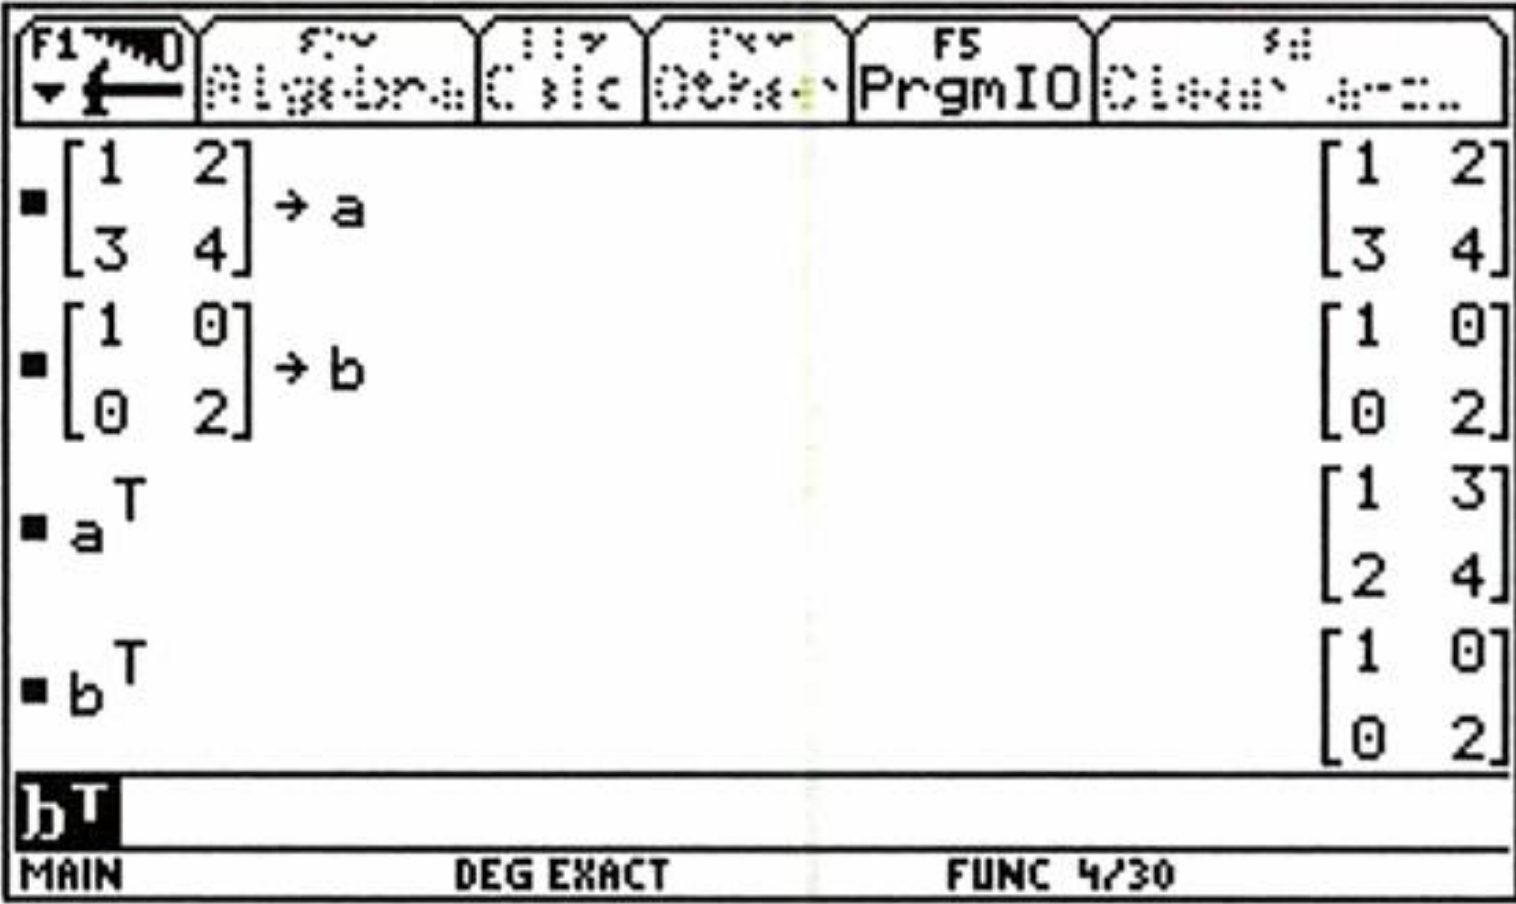 F1 F5
PrgmIO
1 2
3 4 → a
1 2
3 4
1 0
0 2 → b
1 0
0 2
a^T
1 3
2 4
b^T
1 0
0 2
b^T
MAIN DEG EXACT FUNC 4/30